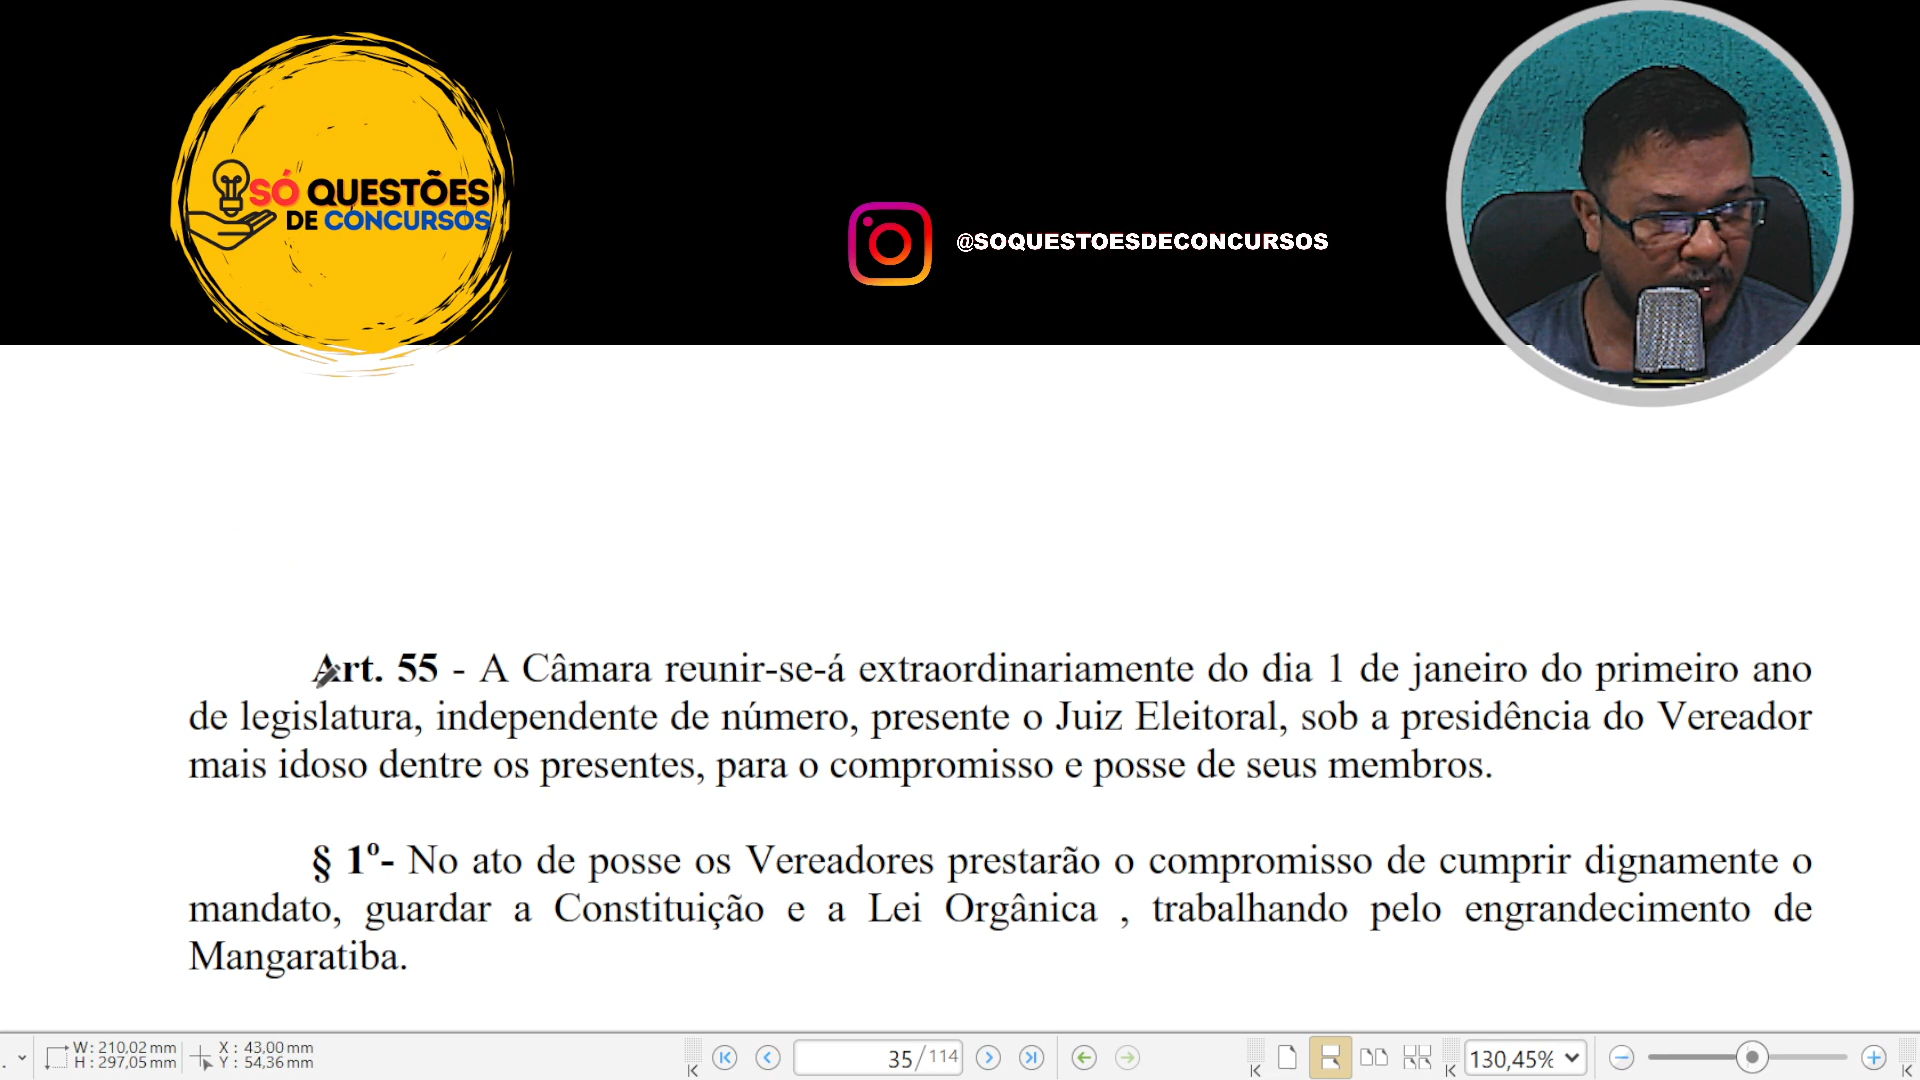 SÓ QUESTÕES
DE CONCURSOS
@SOQUESTOESDECONCURSOS
Art. 55 - A Câmara reunir-se-á extraordinariamente do dia 1 de janeiro do primeiro ano
de legislatura, independente de número, presente o Juiz Eleitoral, sob a presidência do Vereador
mais idoso dentre os presentes, para o compromisso e posse de seus membros.
§ 1º- No ato de posse os Vereadores prestarão o compromisso de cumprir dignamente o
mandato, guardar a Constituição e a Lei Orgânica , trabalhando pelo engrandecimento de
Mangaratiba.
W: 210,02 mm
H: 297,05 mm
X : 43,00 mm
Y : 54,36 mm
35/114
130,45%